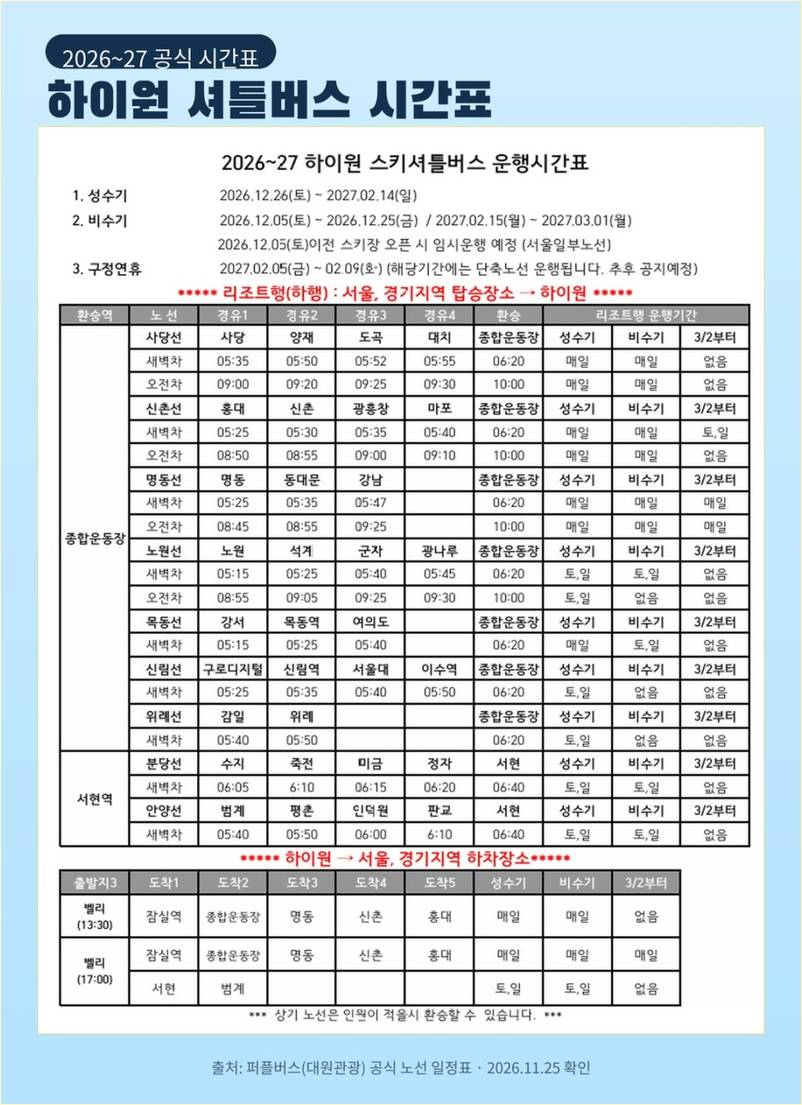 2026~27 공식 시간표
하이원 셔틀버스 시간표
2026~27 하이원 스키셔틀버스 운행시간표
1. 성수기 2026.12.26(토) ~ 2027.02.14(일)
2. 비수기 2026.12.05(토) ~ 2026.12.25(금) / 2027.02.15(월) ~ 2027.03.01(월)
2026.12.05(토)이전 스키장 오픈 시 임시운행 예정 (서울일부노선)
3. 구정연휴 2027.02.05(금) ~ 02.09(화) (해당기간에는 단축노선 운행됩니다. 추후 공지예정)
***** 리조트행(하행) : 서울, 경기지역 탑승장소 → 하이원 *****
환승역 노 선 경유1 경유2 경유3 경유4 환승 리조트행 운행기간
사당선 사당 양재 도곡 대치 종합운동장 성수기 비수기 3/2부터
새벽차 05:35 05:50 05:52 05:55 06:20 매일 매일 없음
오전차 09:00 09:20 09:25 09:30 10:00 매일 매일 없음
신촌선 홍대 신촌 광흥창 마포 종합운동장 성수기 비수기 3/2부터
새벽차 05:25 05:30 05:35 05:40 06:20 매일 매일 토,일
오전차 08:50 08:55 09:00 09:10 10:00 매일 매일 없음
명동선 명동 동대문 강남 종합운동장 성수기 비수기 3/2부터
새벽차 05:25 05:35 05:47 06:20 매일 매일 매일
오전차 08:45 08:55 09:25 10:00 매일 매일 매일
종합운동장
노원선 노원 석계 군자 광나루 종합운동장 성수기 비수기 3/2부터
새벽차 05:15 05:25 05:40 05:45 06:20 토,일 토,일 없음
오전차 08:55 09:05 09:25 09:30 10:00 토,일 없음 없음
목동선 강서 목동역 여의도 종합운동장 성수기 비수기 3/2부터
새벽차 05:15 05:25 05:40 06:20 매일 토,일 없음
신림선 구로디지털 신림역 서울대 이수역 종합운동장 성수기 비수기 3/2부터
새벽차 05:25 05:35 05:40 05:50 06:20 토,일 없음 없음
위례선 감일 위례 종합운동장 성수기 비수기 3/2부터
새벽차 05:40 05:50 06:20 토,일 없음 없음
서현역
분당선 수지 죽전 미금 정자 서현 성수기 비수기 3/2부터
새벽차 06:05 6:10 06:15 06:20 06:40 토,일 토,일 없음
안양선 범계 평촌 인덕원 판교 서현 성수기 비수기 3/2부터
새벽차 05:40 05:50 06:00 6:10 06:40 토,일 토,일 없음
***** 하이원 → 서울, 경기지역 하차장소*****
출발지3 도착1 도착2 도착3 도착4 도착5 성수기 비수기 3/2부터
벨리
(13:30)
잠실역 종합운동장 명동 신촌 홍대 매일 매일 없음
벨리
(17:00)
잠실역 종합운동장 명동 신촌 홍대 매일 매일 매일
서현 범계 토,일 토,일 없음
*** 상기 노선은 인원이 적을시 환승할 수 있습니다. ***
출처: 퍼플버스(대원관광) 공식 노선 일정표 · 2026.11.25 확인